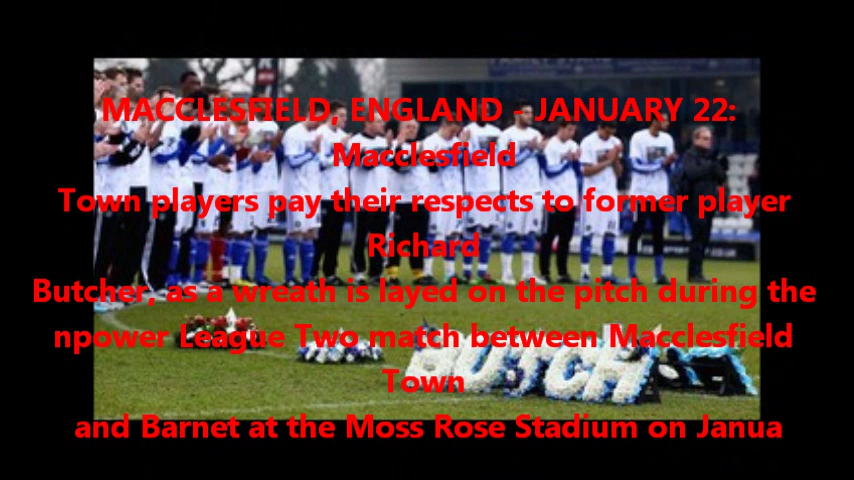 MACCLESFIELD, ENGLAND - JANUARY 22:
Macclesfield
Town players pay their respects to former player
Richard
Butcher, as a wreath is layed on the pitch during the
npower League Two match between Macclesfield
Town
and Barnet at the Moss Rose Stadium on Janua
BUTCH